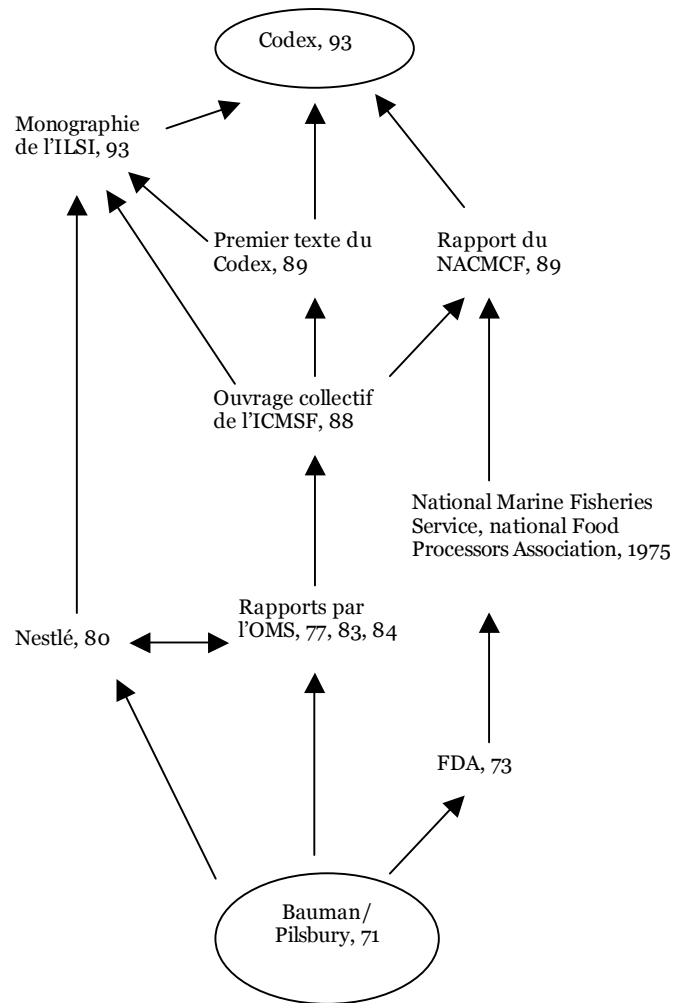 Codex, 93
Monographie
de l’ILSI, 93
Premier texte du
Codex, 89
Rapport du
NACMCF, 89
Ouvrage collectif
de l’ICMSF, 88
National Marine Fisheries
Service, national Food
Processors Association, 1975
Rapports par
l’OMS, 77, 83, 84
Nestlé, 80
FDA, 73
Bauman/
Pilsbury, 71